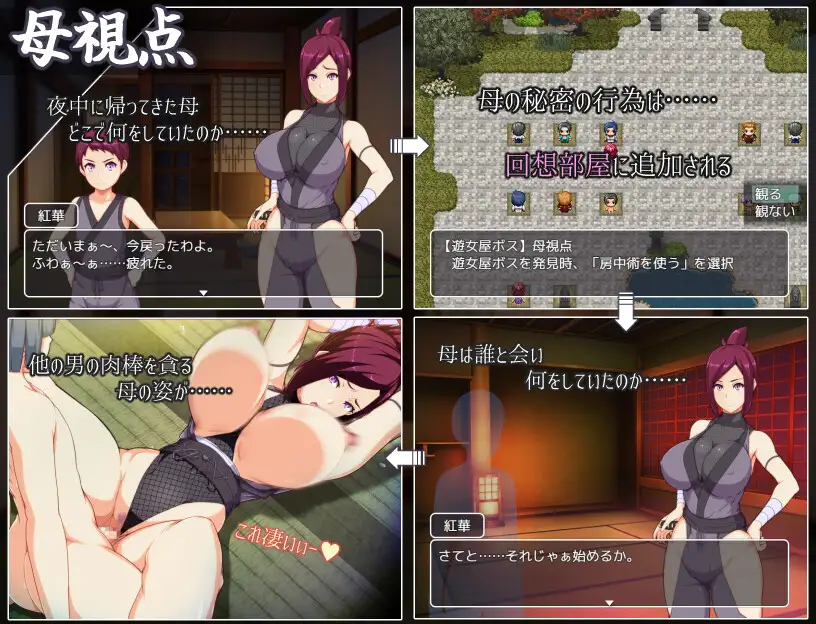 母視点
夜中に帰ってきた母
どこで何をしていたのか……
紅華
ただいまぁ～、今戻ったわよ。
ふわぁ～ぁ……疲れた。
母の秘密の行為は……
回想部屋に追加される
観る
観ない
【遊女屋ボス】母視点
遊女屋ボスを発見時、「房中術を使う」を選択
母は誰と会い
何をしていたのか……
紅華
さてと……それじゃぁ始めるか。
他の男の肉棒を貪る
母の姿が……
これ凄いぃー♥